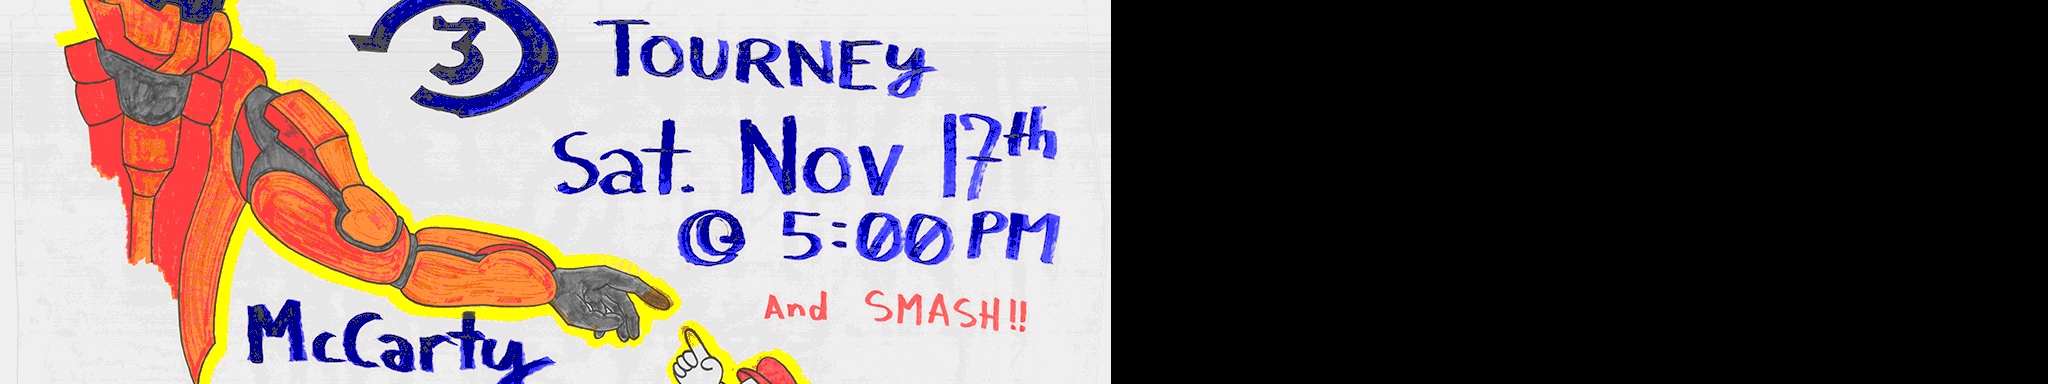 3 TOURNEY
Sat. Nov 17th
@ 5:00 PM
And SMASH!!
McCarty